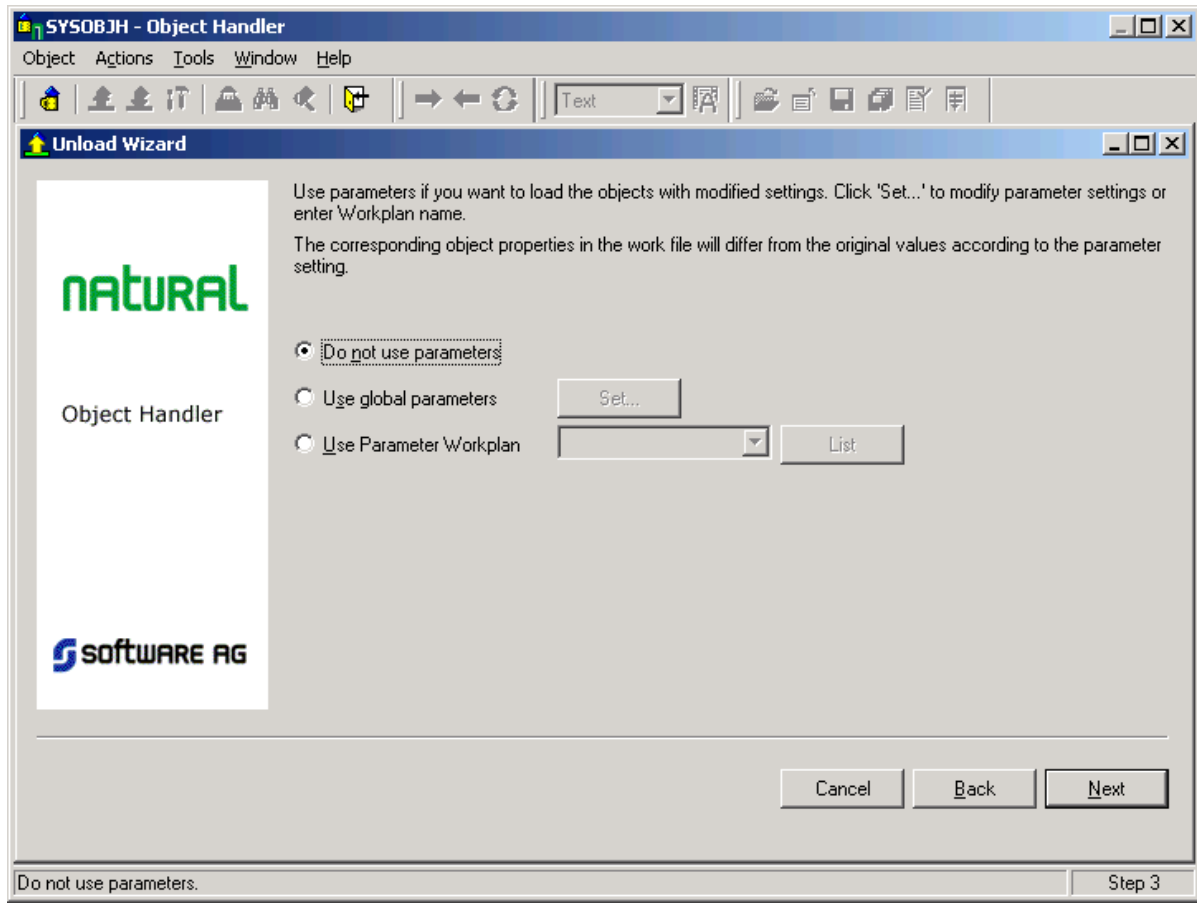 SYSOBJH - Object Handler
Object Actions Tools Window Help
Text
Unload Wizard
Use parameters if you want to load the objects with modified settings. Click 'Set...' to modify parameter settings or
enter Workplan name.
The corresponding object properties in the work file will differ from the original values according to the parameter
setting.
natural
Do not use parameters
Use global parameters Set...
Object Handler
Use Parameter Workplan List
software AG
Cancel Back Next
Do not use parameters. Step 3